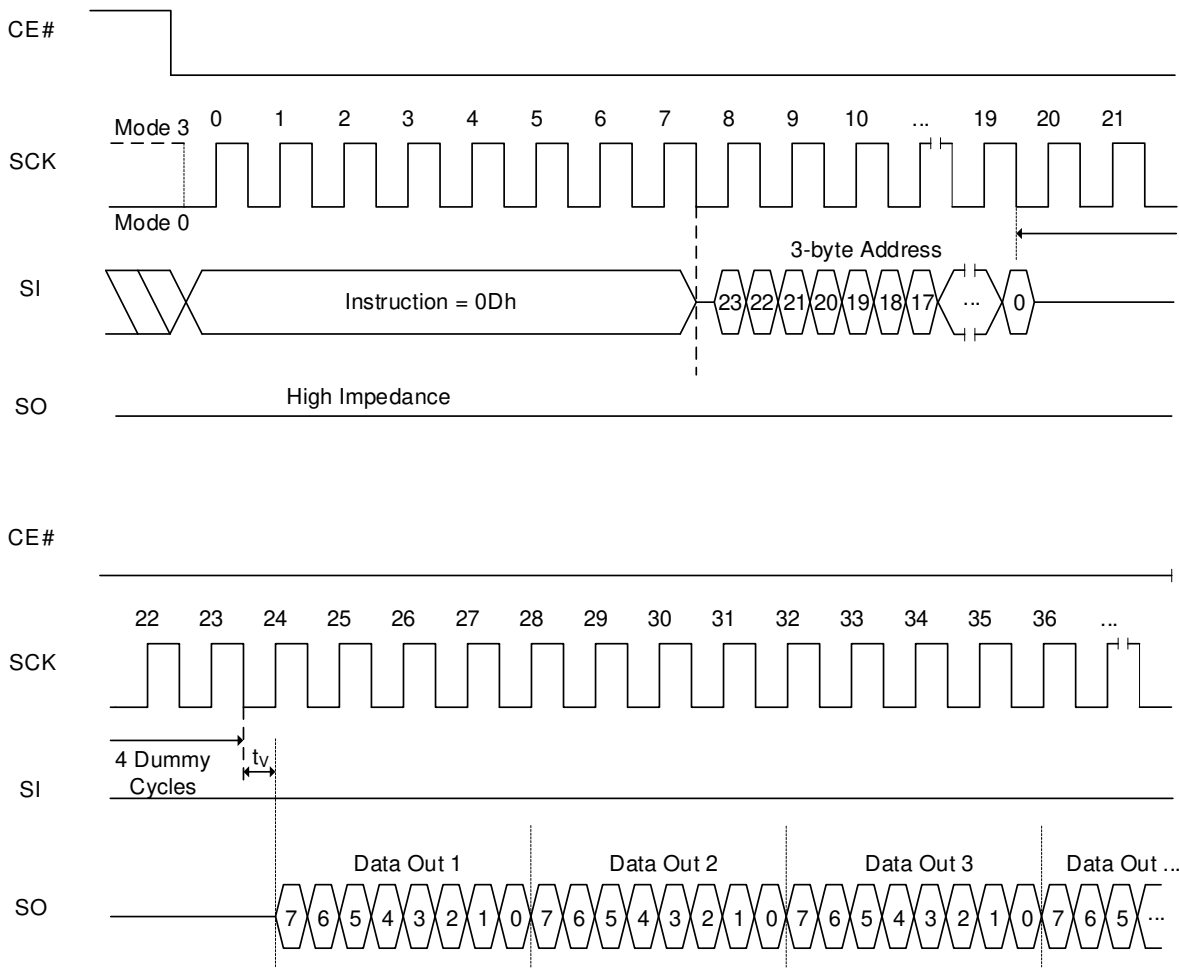 CE#
Mode 3 0 1 2 3 4 5 6 7 8 9 10 ... 19 20 21
SCK
Mode 0
3-byte Address
SI
Instruction = 0Dh 23 22 21 20 19 18 17 ... 0
High Impedance
SO
CE#
22 23 24 25 26 27 28 29 30 31 32 33 34 35 36 ...
SCK
4 Dummy tV
Cycles
SI
Data Out 1 Data Out 2 Data Out 3 Data Out ...
SO
7 6 5 4 3 2 1 0 7 6 5 4 3 2 1 0 7 6 5 4 3 2 1 0 7 6 5 ...